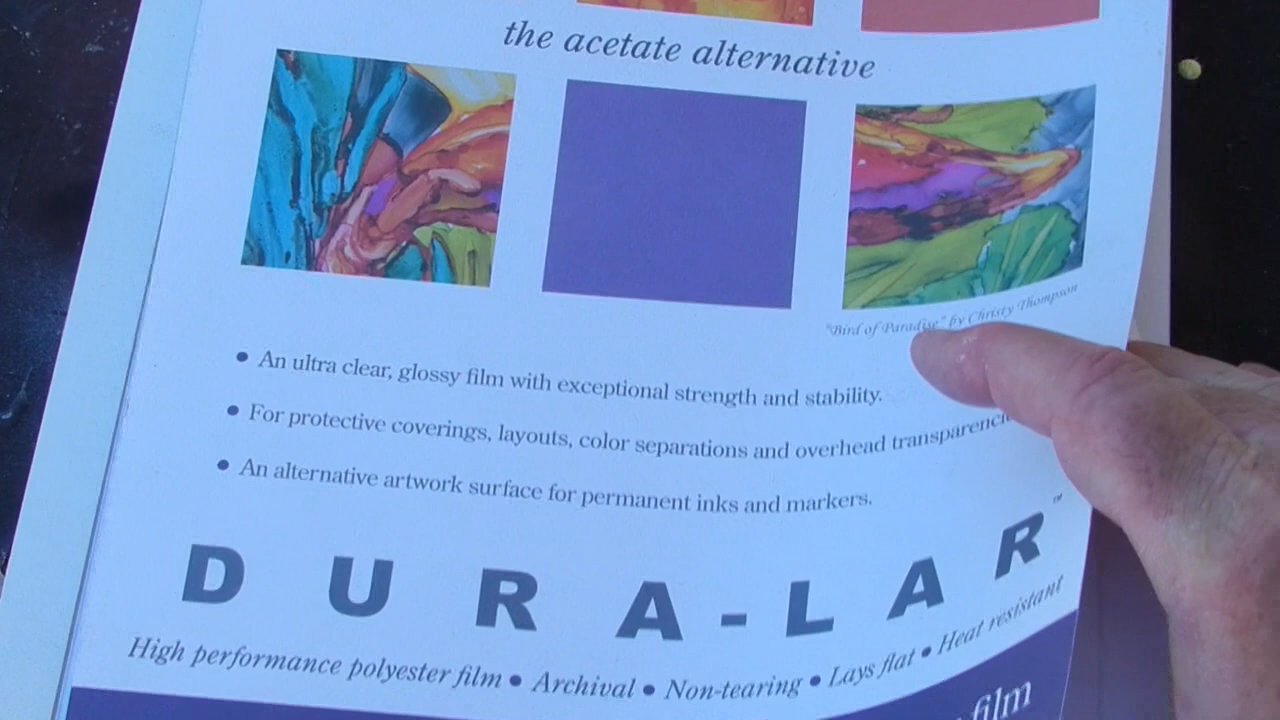 the acetate alternative
"Bird of Paradise" by Christy Thompson
• An ultra clear, glossy film with exceptional strength and stability.
• For protective coverings, layouts, color separations and overhead
• An alternative artwork surface for permanent inks and markers.
DURA-LAR™
High performance polyester film • Archival • Non-tearing • Lays flat • Heat resistant
film